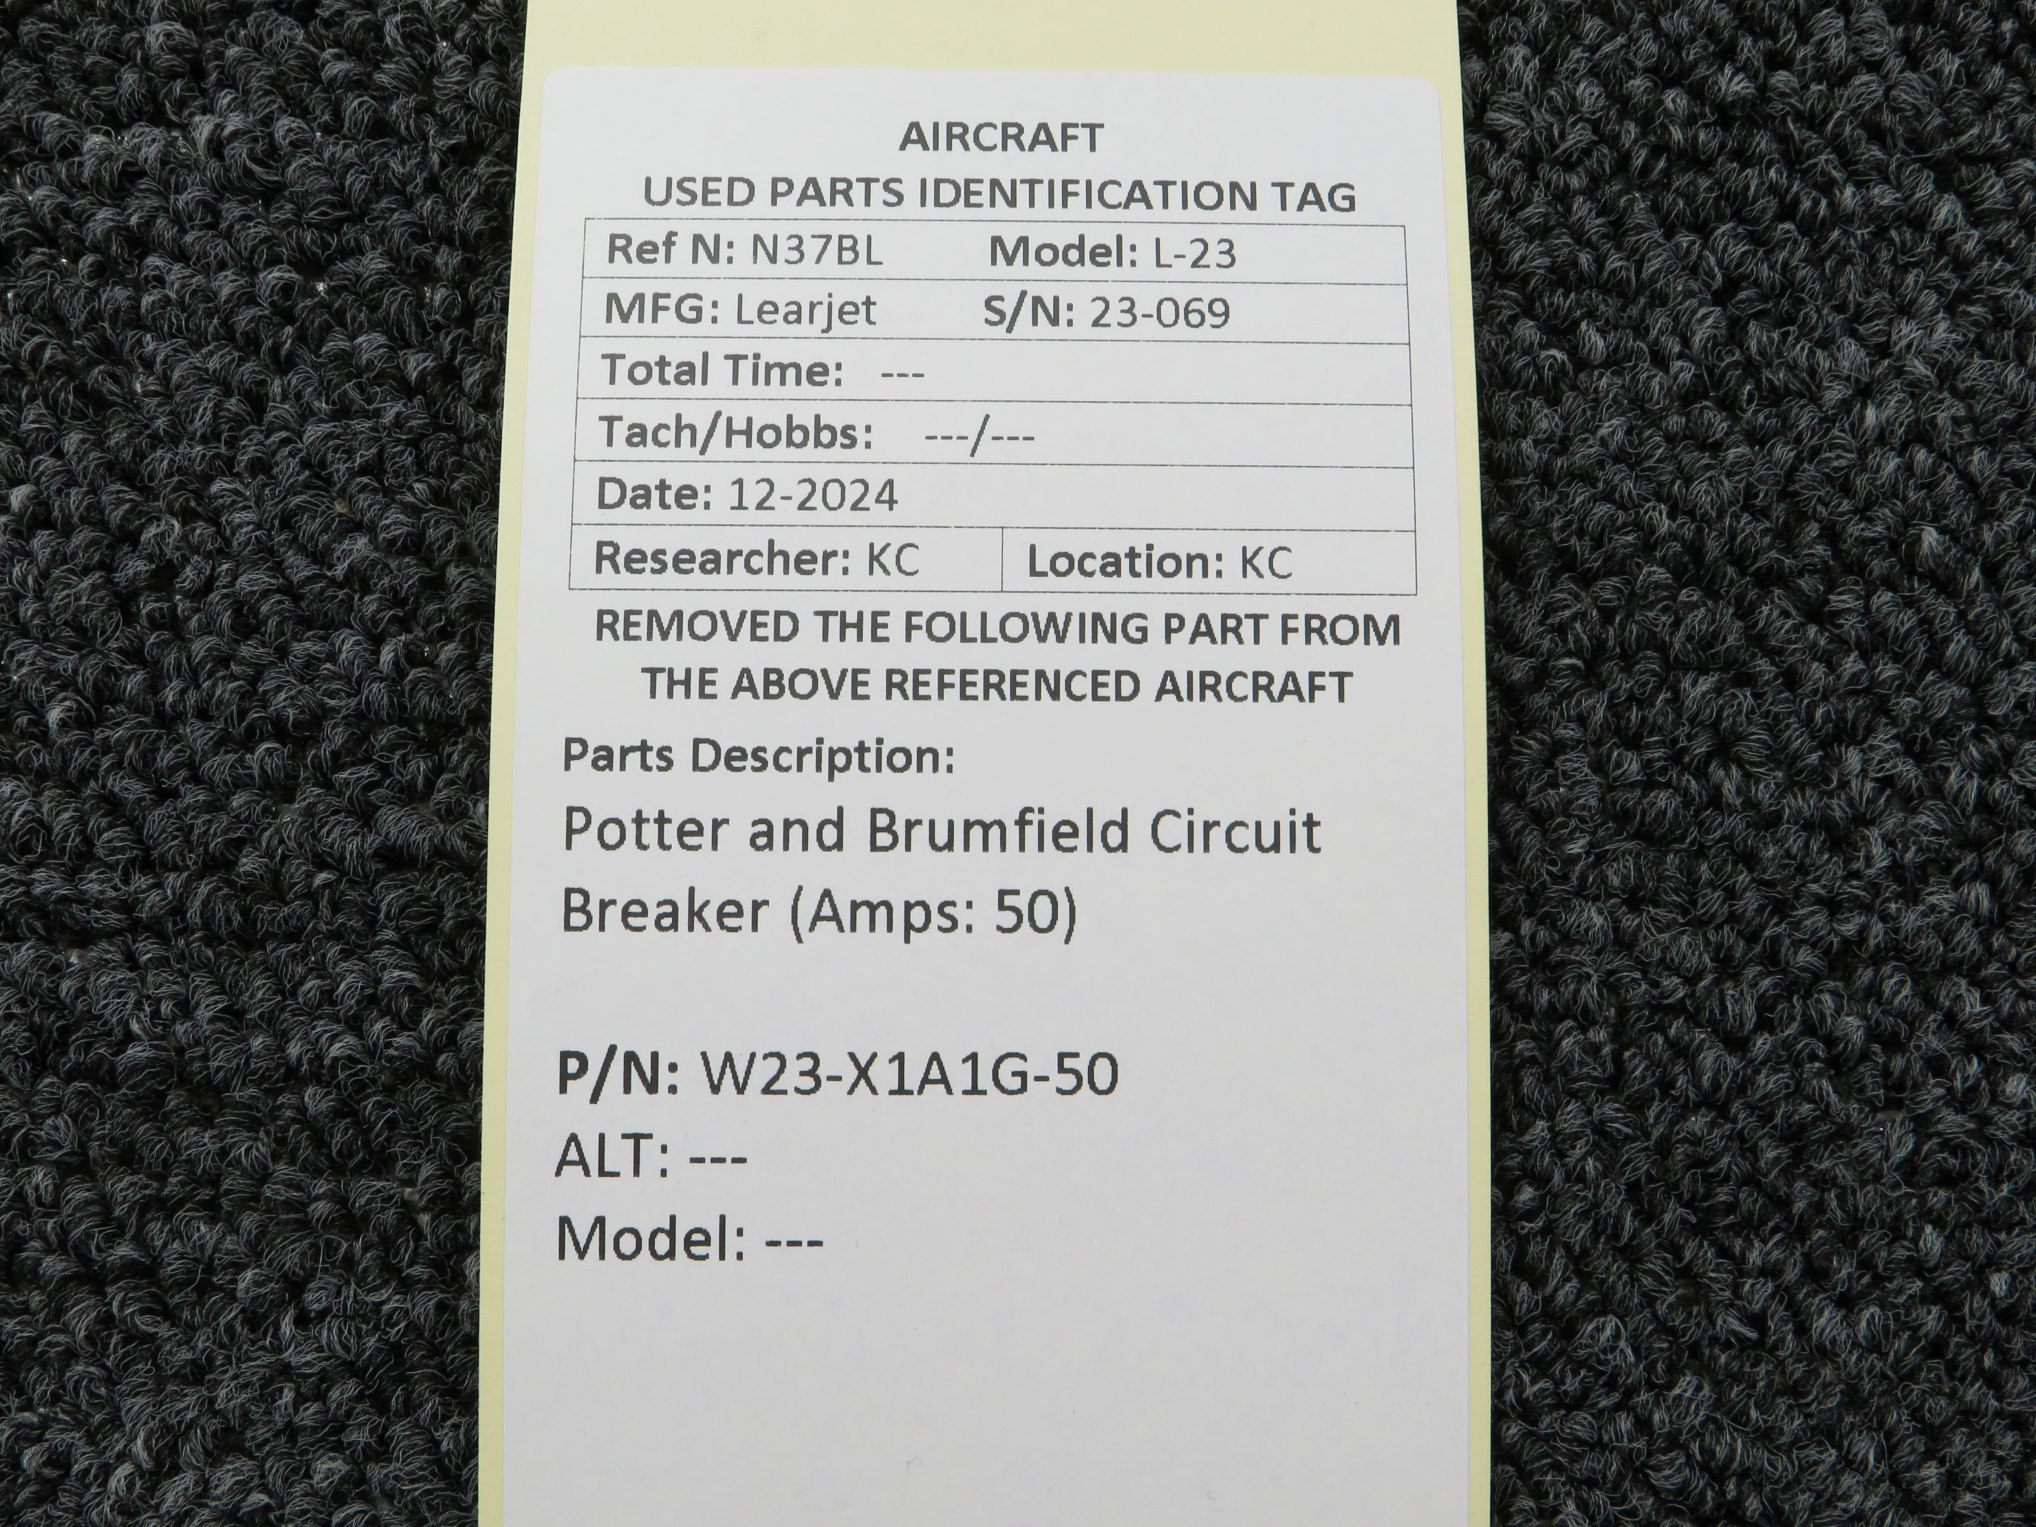 AIRCRAFT
USED PARTS IDENTIFICATION TAG
Ref N: N37BL Model: L-23
MFG: Learjet S/N: 23-069
Total Time: ---
Tach/Hobbs: ---/---
Date: 12-2024
Researcher: KC Location: KC
REMOVED THE FOLLOWING PART FROM
THE ABOVE REFERENCED AIRCRAFT
Parts Description:
Potter and Brumfield Circuit
Breaker (Amps: 50)
P/N: W23-X1A1G-50
ALT: ---
Model: ---